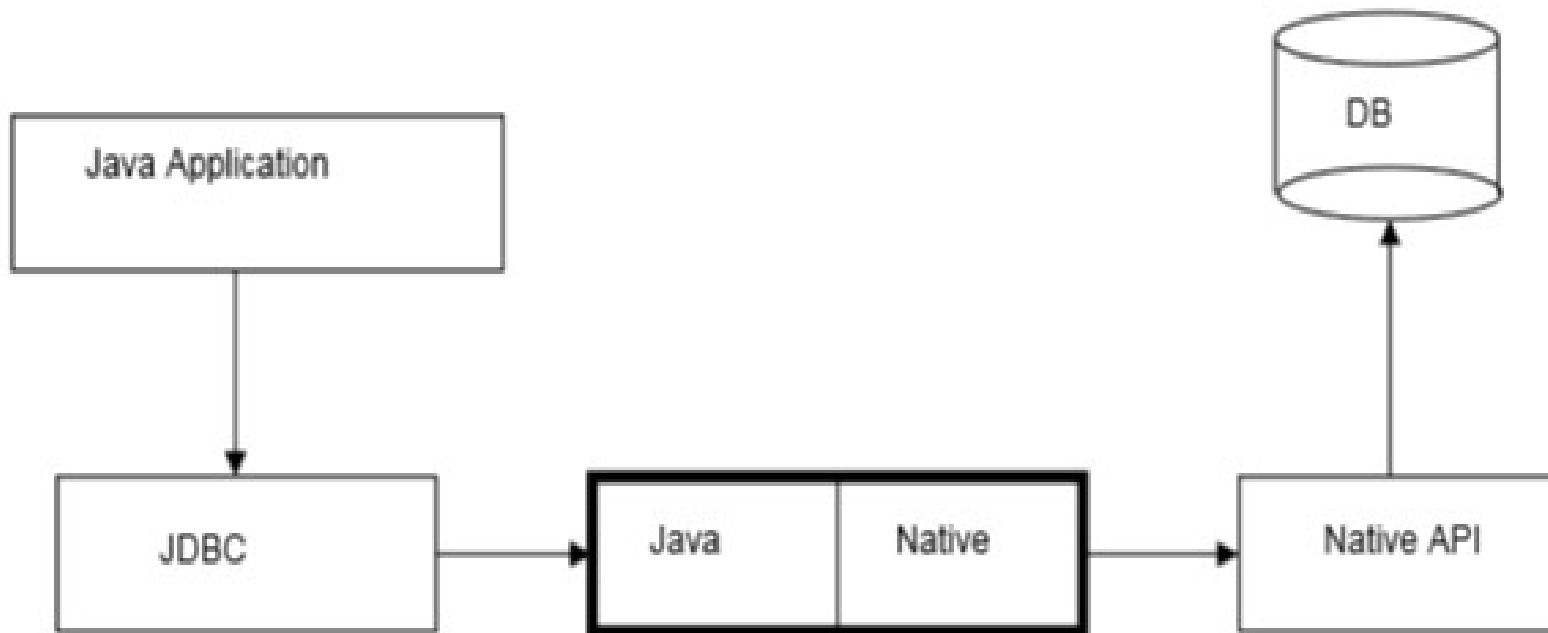 Java Application
DB
JDBC
Java
Native
Native API